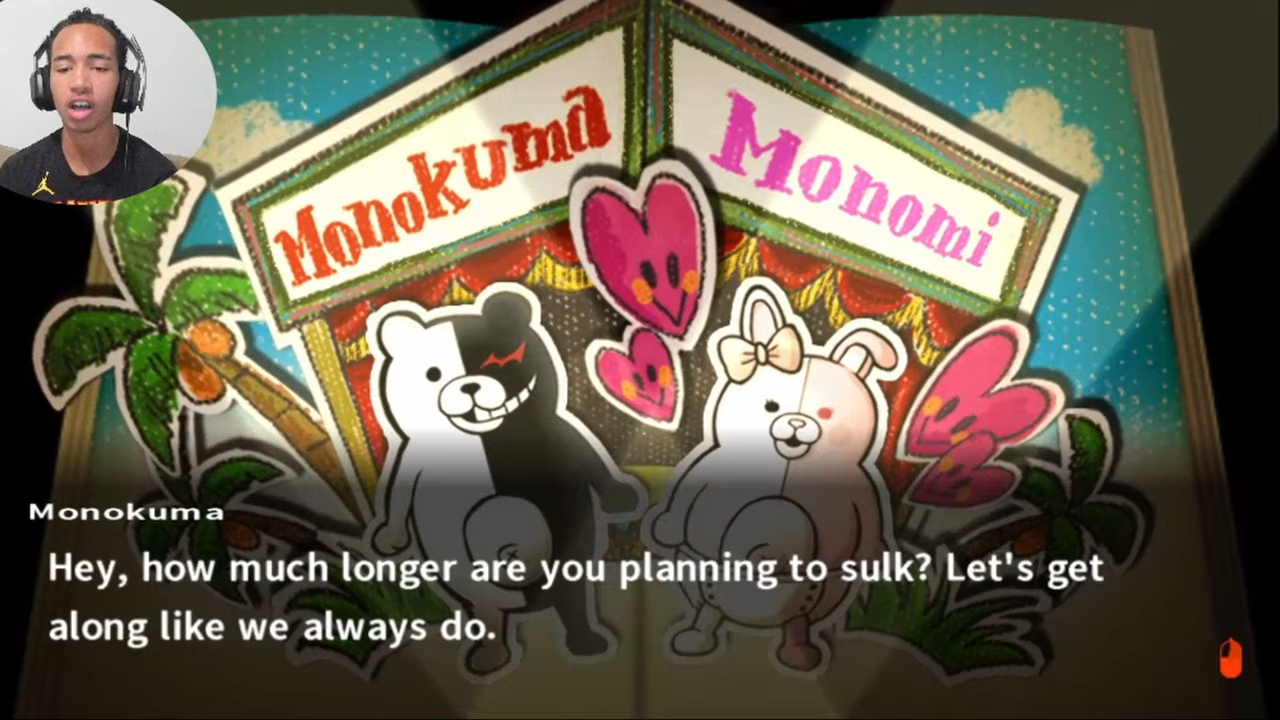 Monokuma
Monomi
Monokuma
Hey, how much longer are you planning to sulk? Let's get
along like we always do.